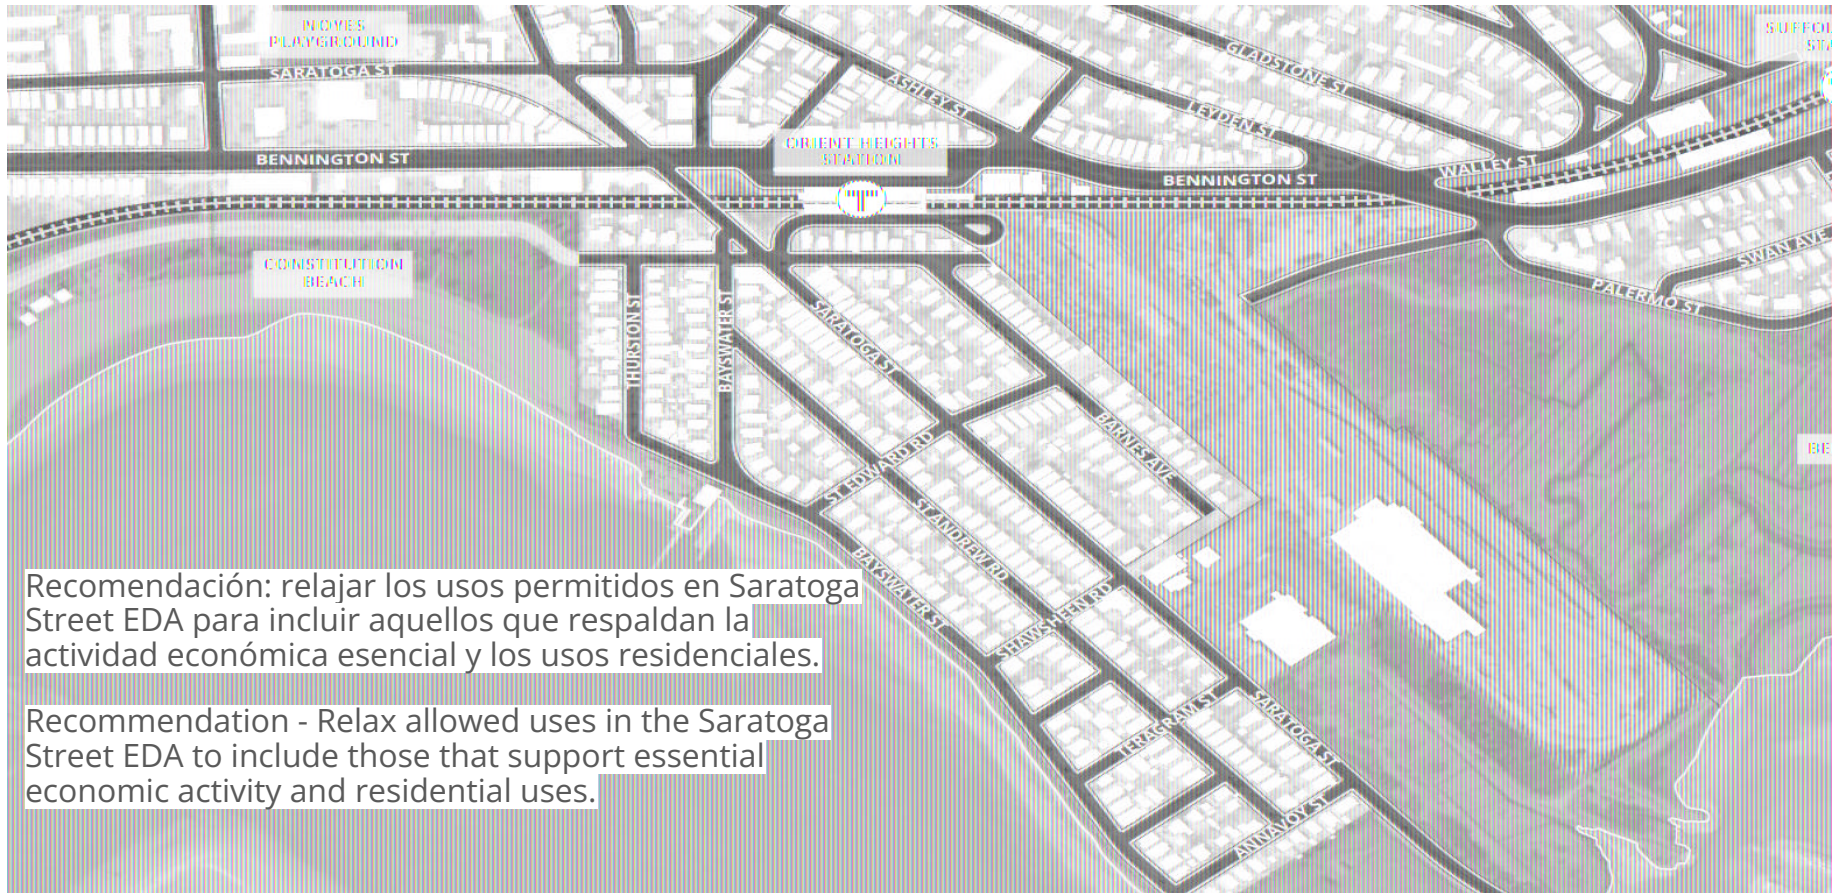 NOYES
PLAYGROUND
SARATOGA ST
BENNINGTON ST
ASHLEY ST
GLADSTONE ST
LEYDEN ST
ORIENT HEIGHTS
STATION
T
BENNINGTON ST
WALLEY ST
SWAN AVE
PALERMO ST
CONSTITUTION
BEACH
THURSTON ST
BAYSWATER ST
SARATOGA ST
BARNES AVE
ST EDWARD RD
ST ANDREW RD
BAYSWATER ST
SHAWSHEEN RD
TERAGRAM ST
SARATOGA ST
ANNAVOY ST
Recomendación: relajar los usos permitidos en Saratoga
Street EDA para incluir aquellos que respaldan la
actividad económica esencial y los usos residenciales.
Recommendation - Relax allowed uses in the Saratoga
Street EDA to include those that support essential
economic activity and residential uses.